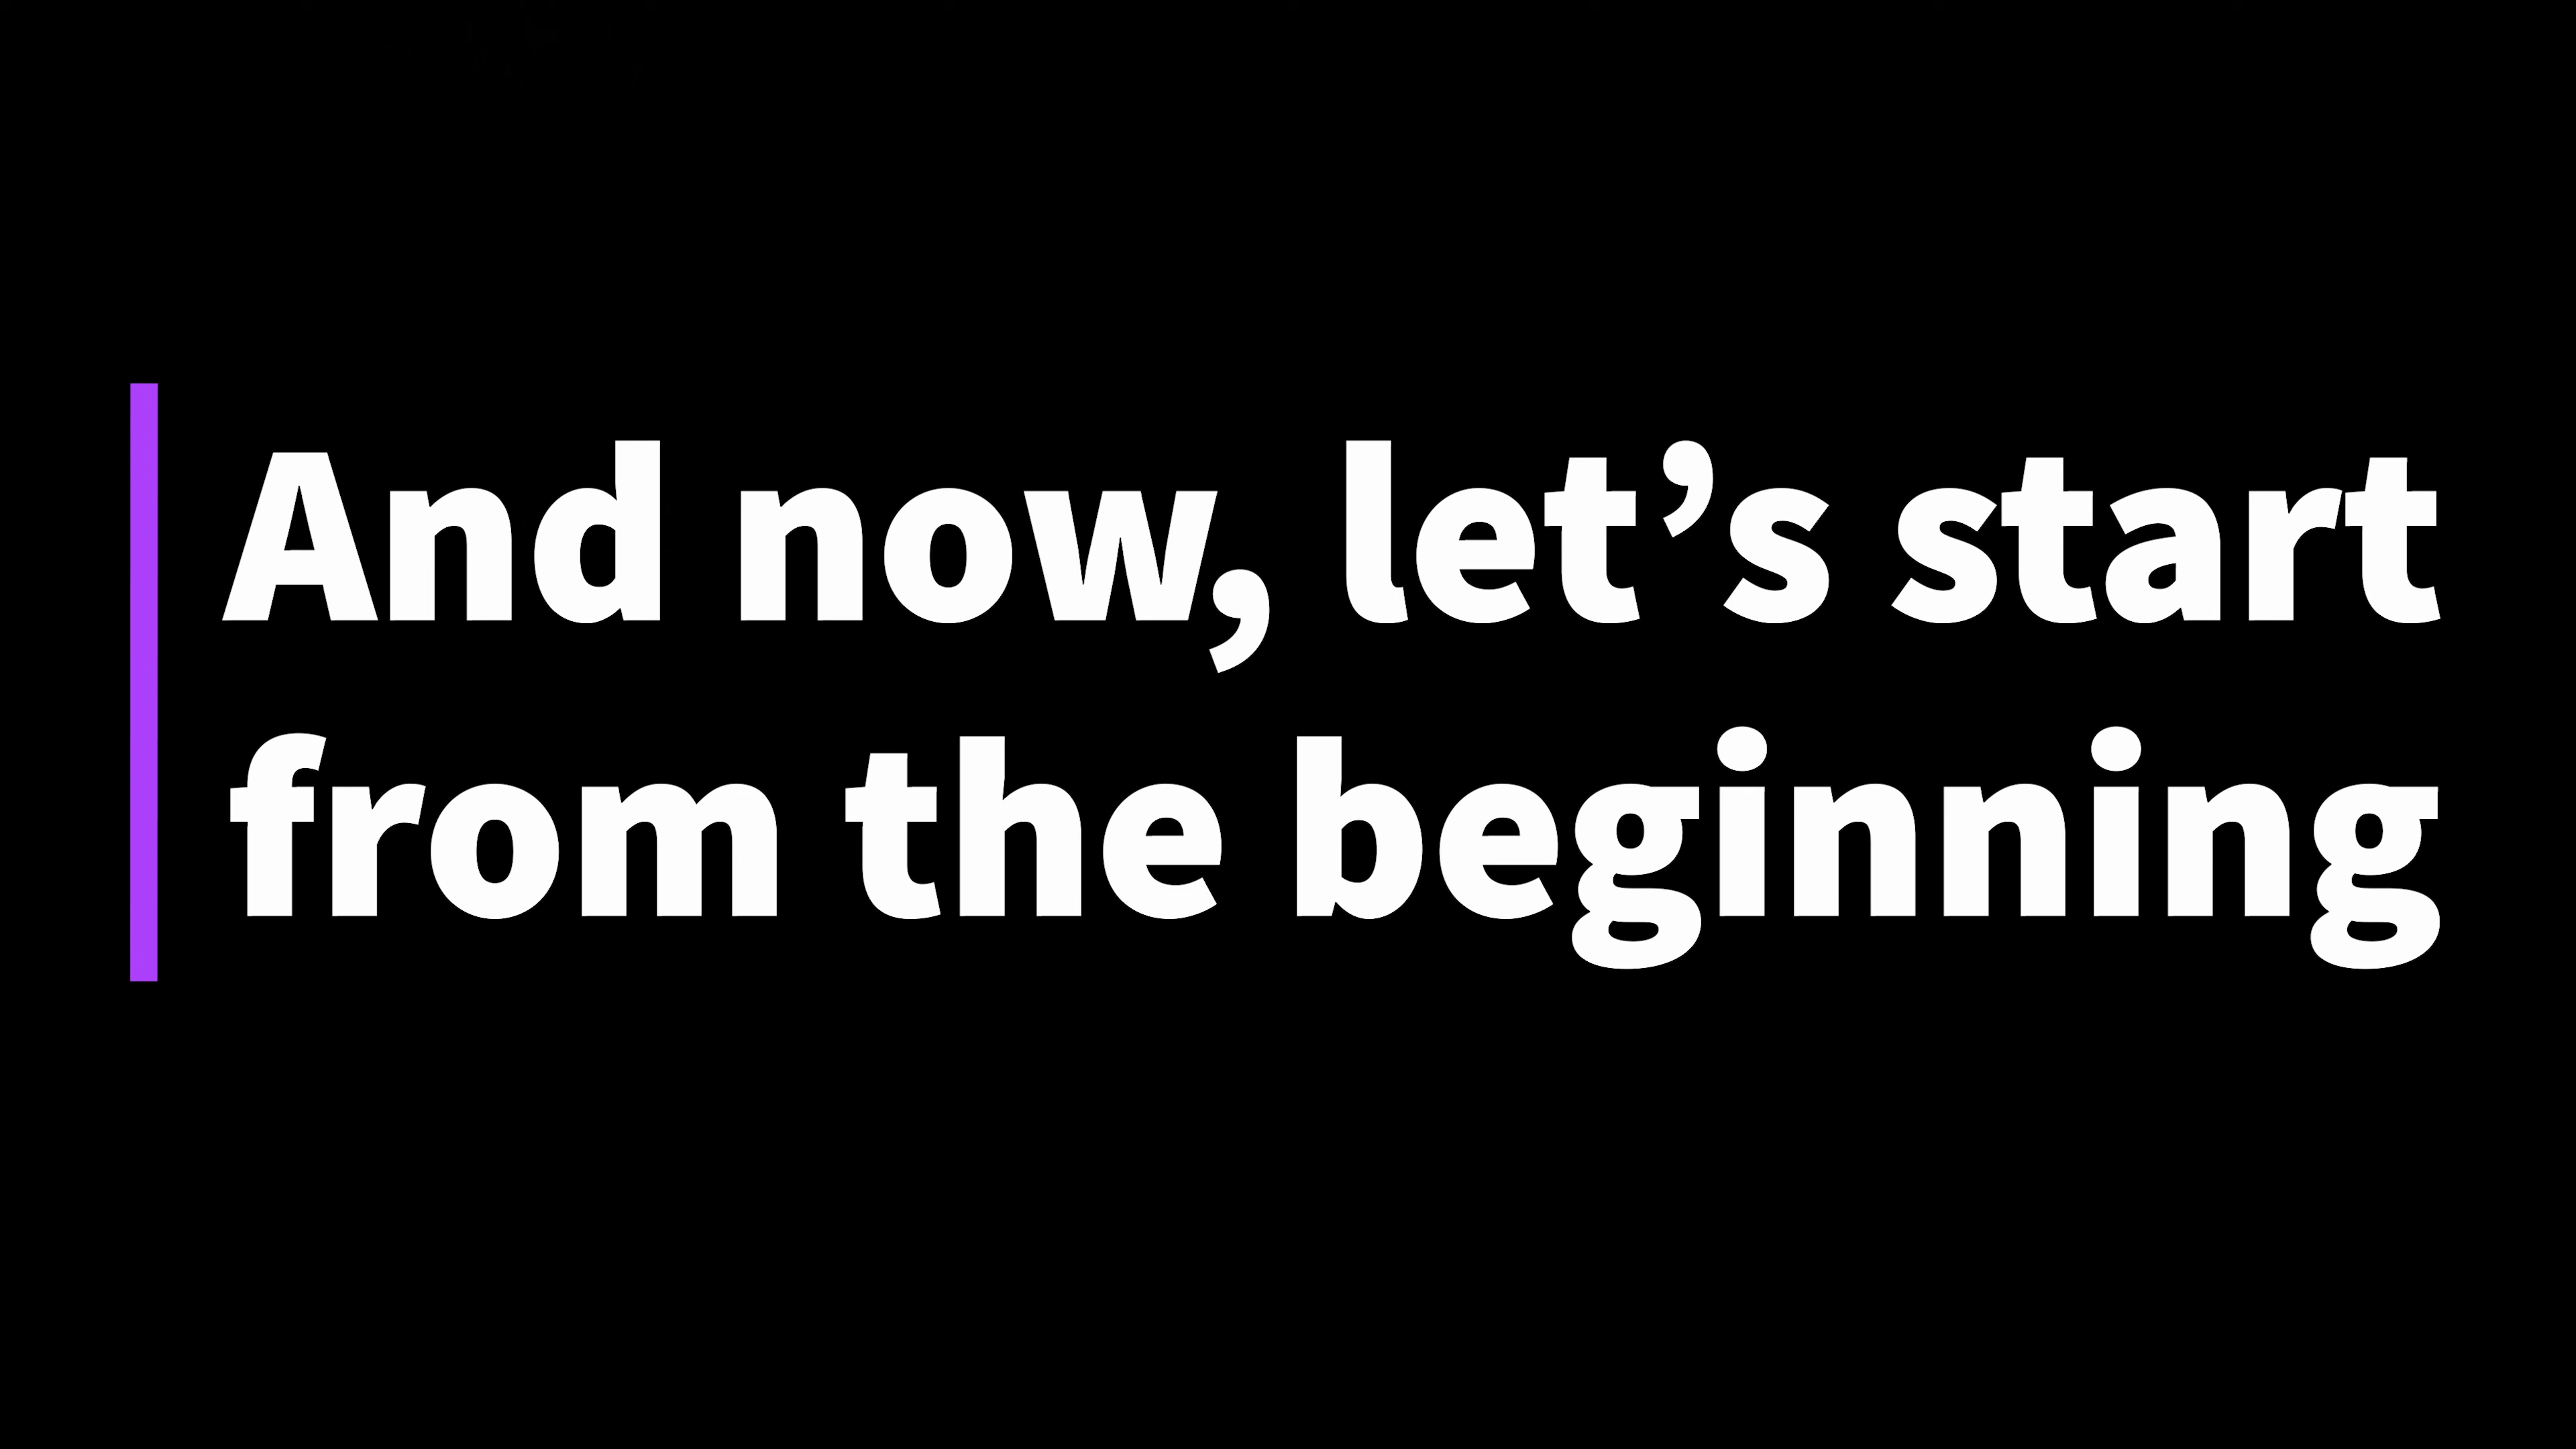 And now, let’s start
from the beginning